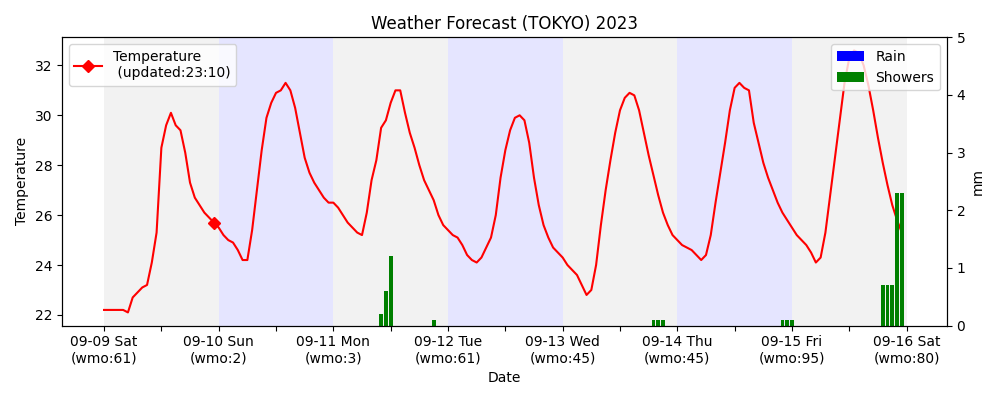 Weather Forecast (TOKYO) 2023
Temperature
(updated:23:10)
Rain
Showers
Temperature
32
30
28
26
24
22
5
4
3
2
1
0
mm
09-09 Sat 09-10 Sun 09-11 Mon 09-12 Tue 09-13 Wed 09-14 Thu 09-15 Fri 09-16 Sat
(wmo:61) (wmo:2) (wmo:3) (wmo:61) (wmo:45) (wmo:45) (wmo:95) (wmo:80)
Date